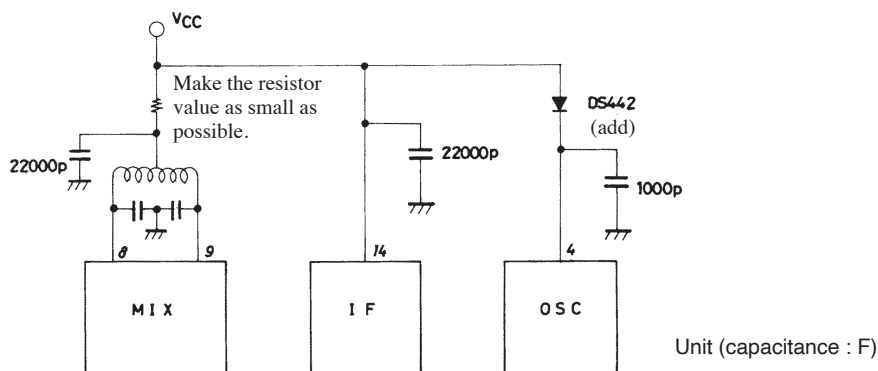 VCC
Make the resistor
value as small as
possible.
DS442
(add)
22000p
22000p
1000p
8
9
14
4
MIX
IF
OSC
Unit (capacitance : F)